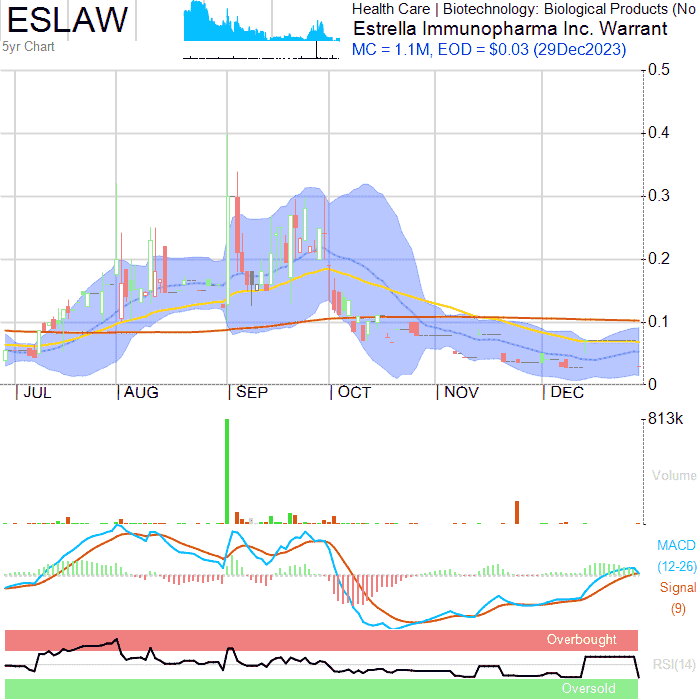 ESLAW
5yr Chart
Health Care | Biotechnology: Biological Products (No
Estrella Immunopharma Inc. Warrant
MC = 1.1M, EOD = $0.03 (29Dec2023)
0.5
0.4
0.3
0.2
0.1
0
|JUL |AUG |SEP |OCT |NOV |DEC
813k
Volume
MACD
(12-26)
Signal
(9)
Overbought
RSI(14)
Oversold